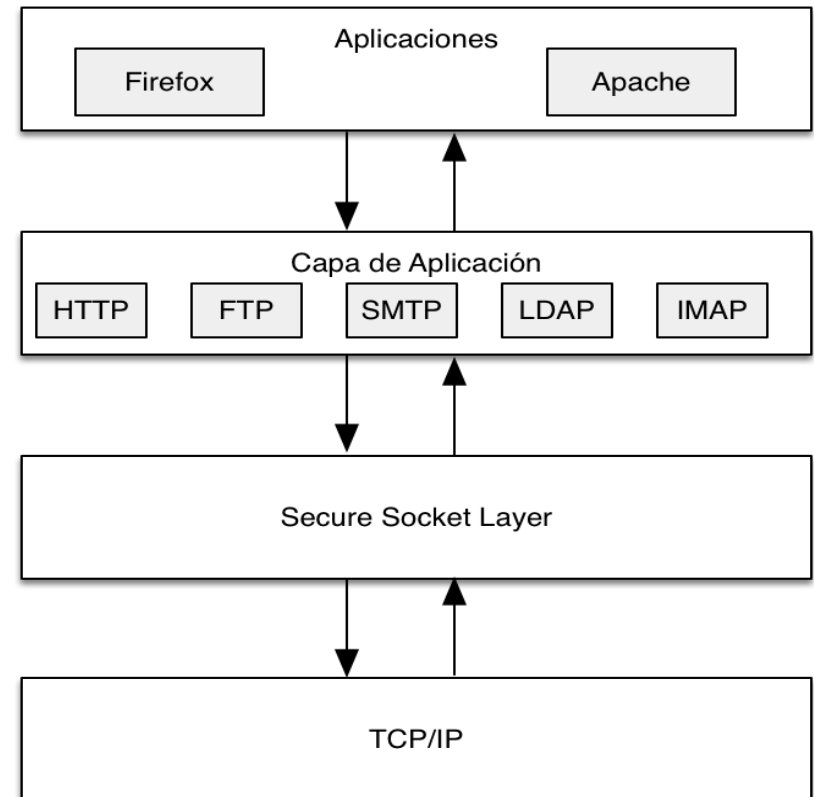 Aplicaciones
Firefox
Apache
Capa de Aplicación
HTTP
FTP
SMTP
LDAP
IMAP
Secure Socket Layer
TCP/IP